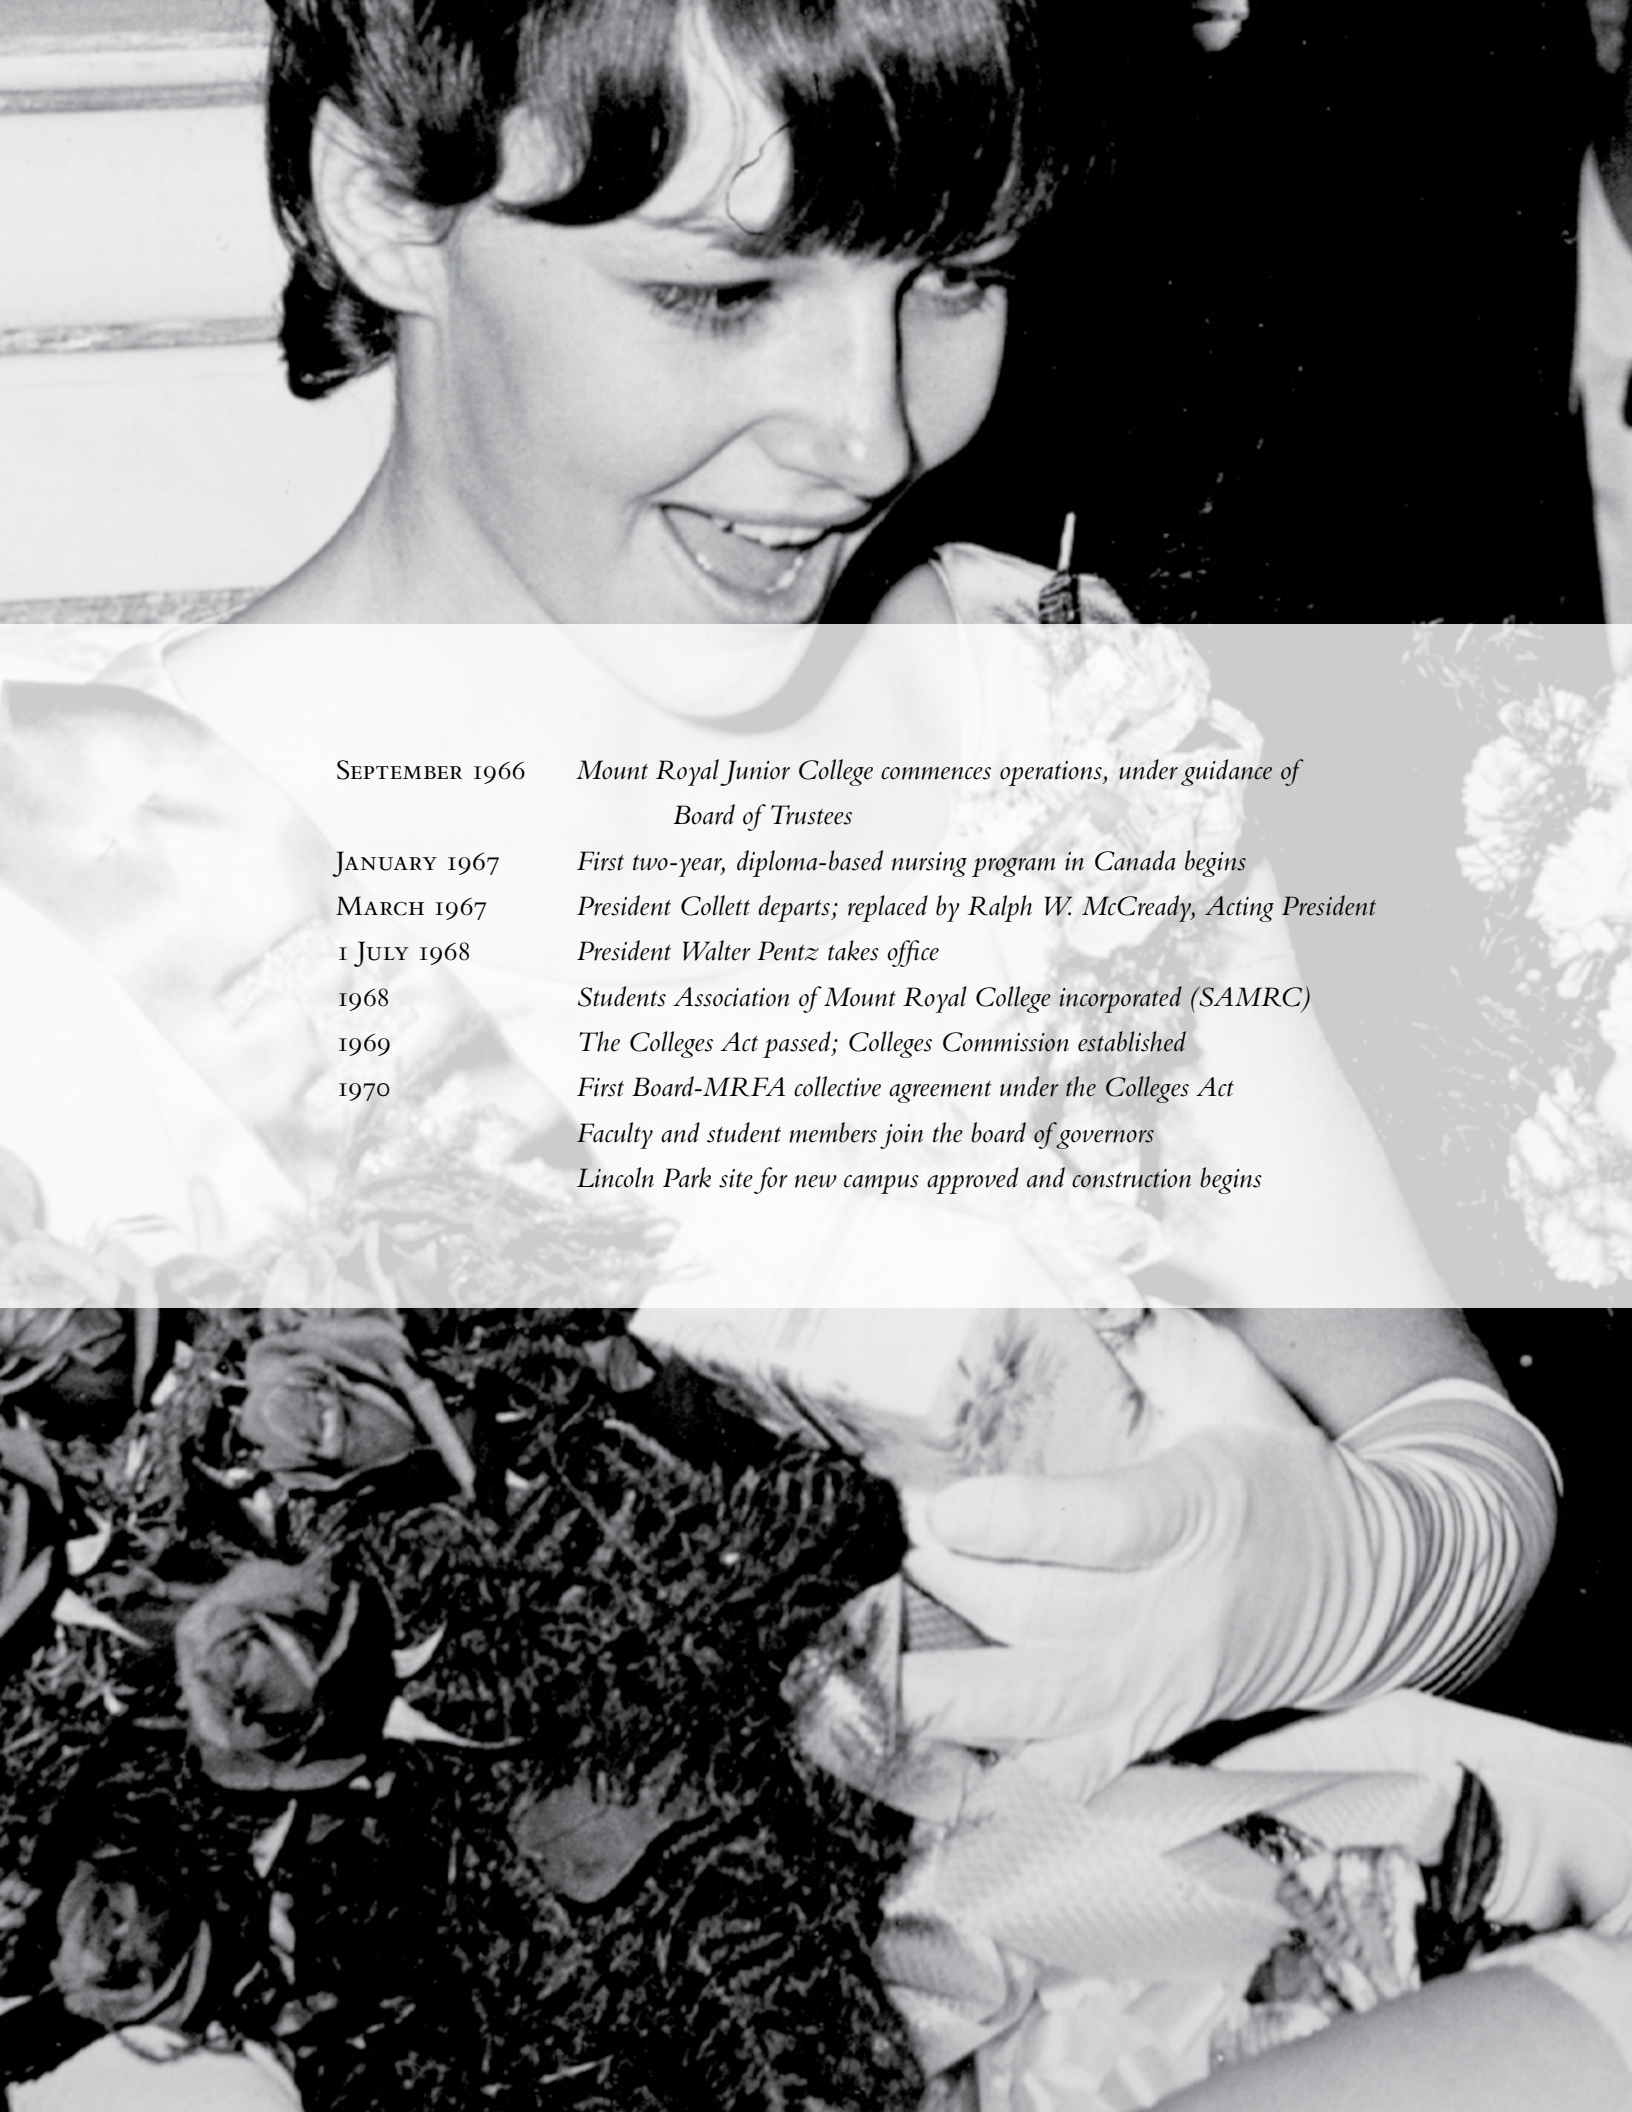 September 1966 Mount Royal Junior College commences operations, under guidance of
Board of Trustees
January 1967 First two-year, diploma-based nursing program in Canada begins
March 1967 President Collett departs; replaced by Ralph W. McCready, Acting President
1 July 1968 President Walter Pentz takes office
1968 Students Association of Mount Royal College incorporated (SAMRC)
1969 The Colleges Act passed; Colleges Commission established
1970 First Board-MRFA collective agreement under the Colleges Act
Faculty and student members join the board of governors
Lincoln Park site for new campus approved and construction begins